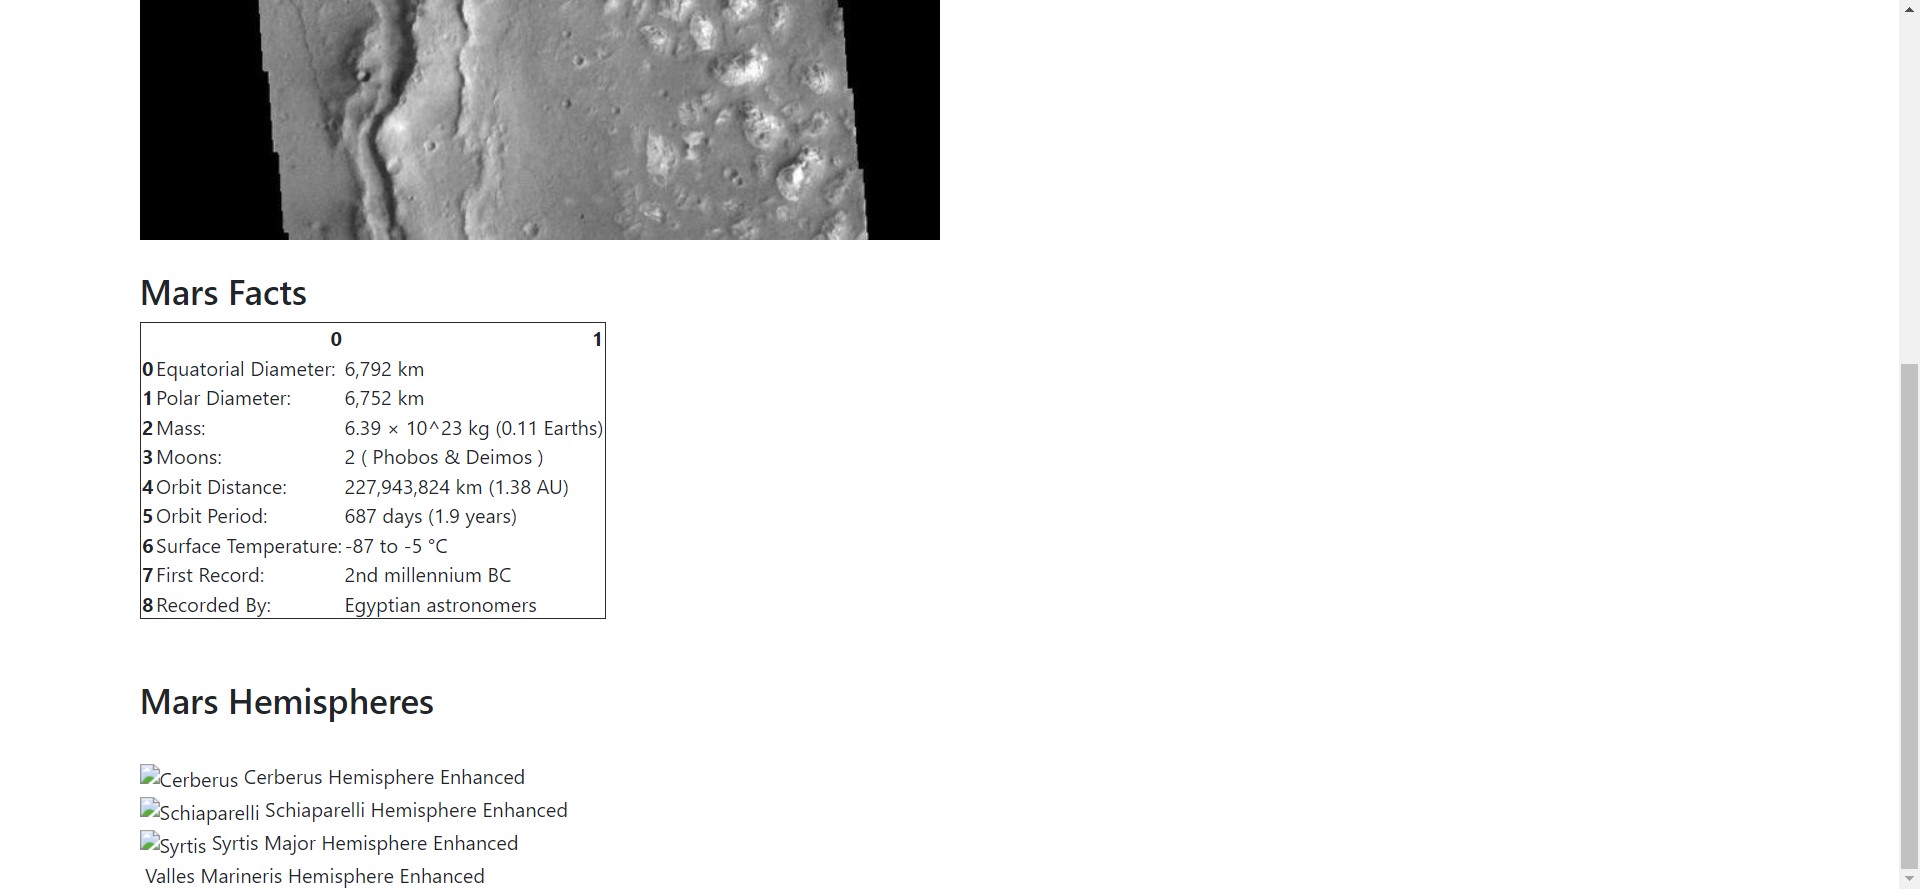 Mars Facts
0 1
0 Equatorial Diameter: 6,792 km
1 Polar Diameter: 6,752 km
2 Mass: 6.39 × 10^23 kg (0.11 Earths)
3 Moons: 2 ( Phobos & Deimos )
4 Orbit Distance: 227,943,824 km (1.38 AU)
5 Orbit Period: 687 days (1.9 years)
6 Surface Temperature: -87 to -5 °C
7 First Record: 2nd millennium BC
8 Recorded By: Egyptian astronomers
Mars Hemispheres
Cerberus Cerberus Hemisphere Enhanced
Schiaparelli Schiaparelli Hemisphere Enhanced
Syrtis Syrtis Major Hemisphere Enhanced
Valles Marineris Hemisphere Enhanced